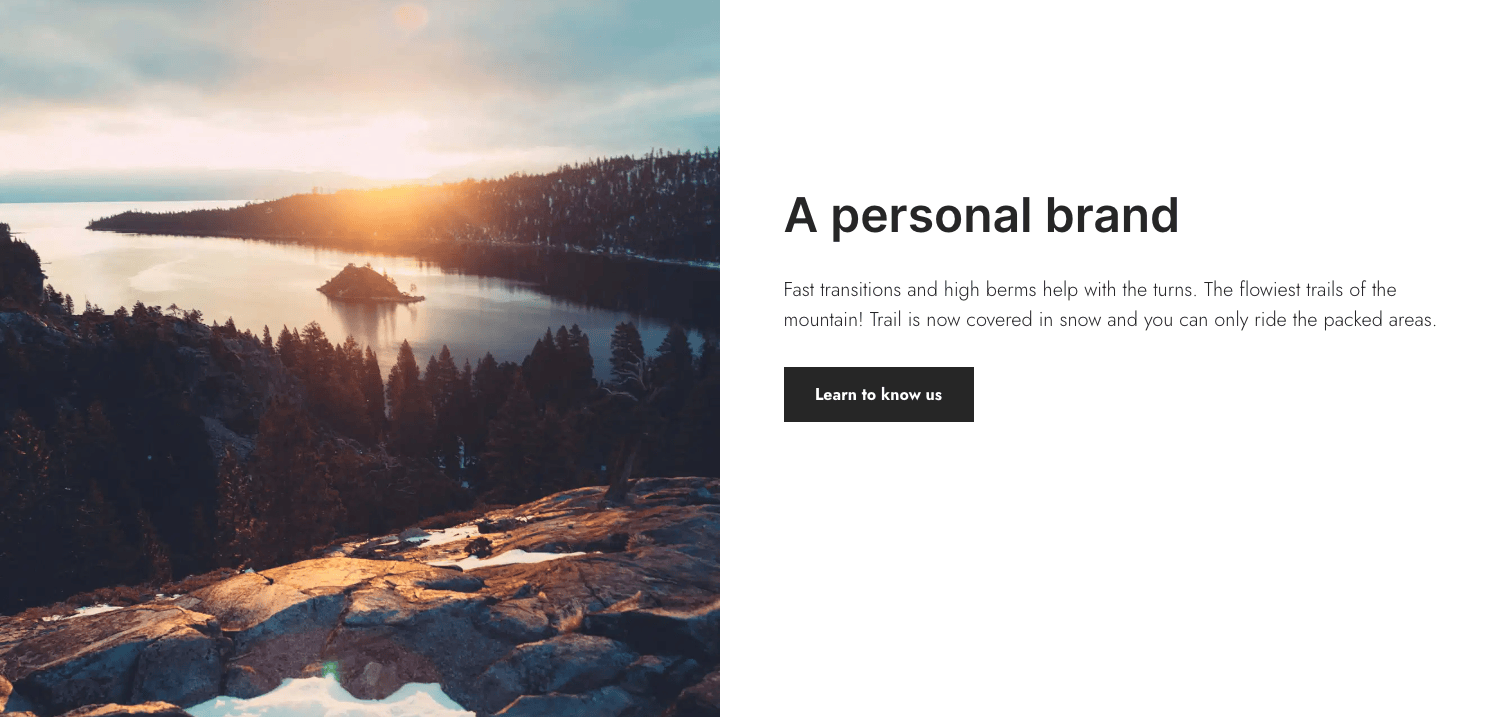 A personal brand
Fast transitions and high berms help with the turns. The flowiest trails of the
mountain! Trail is now covered in snow and you can only ride the packed areas.
Learn to know us